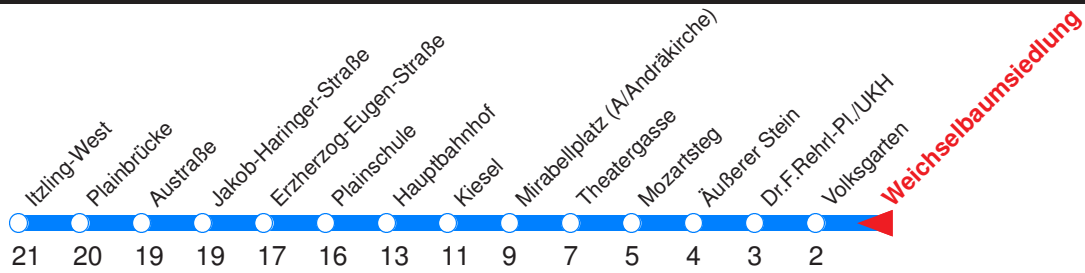 Itzling-West
Plainbrücke
Austraße
Jakob-Haringer-Straße
Erzherzog-Eugen-Straße
Plainschule
Hauptbahnhof
Kiesel
Mirabellplatz (A/Andräkirche)
Theatergasse
Mozartsteg
Äußerer Stein
Dr.F.Rehrl-Pl./UKH
Volksgarten
Weichselbaumsiedlung
21 20 19 19 17 16 13 11 9 7 5 4 3 2